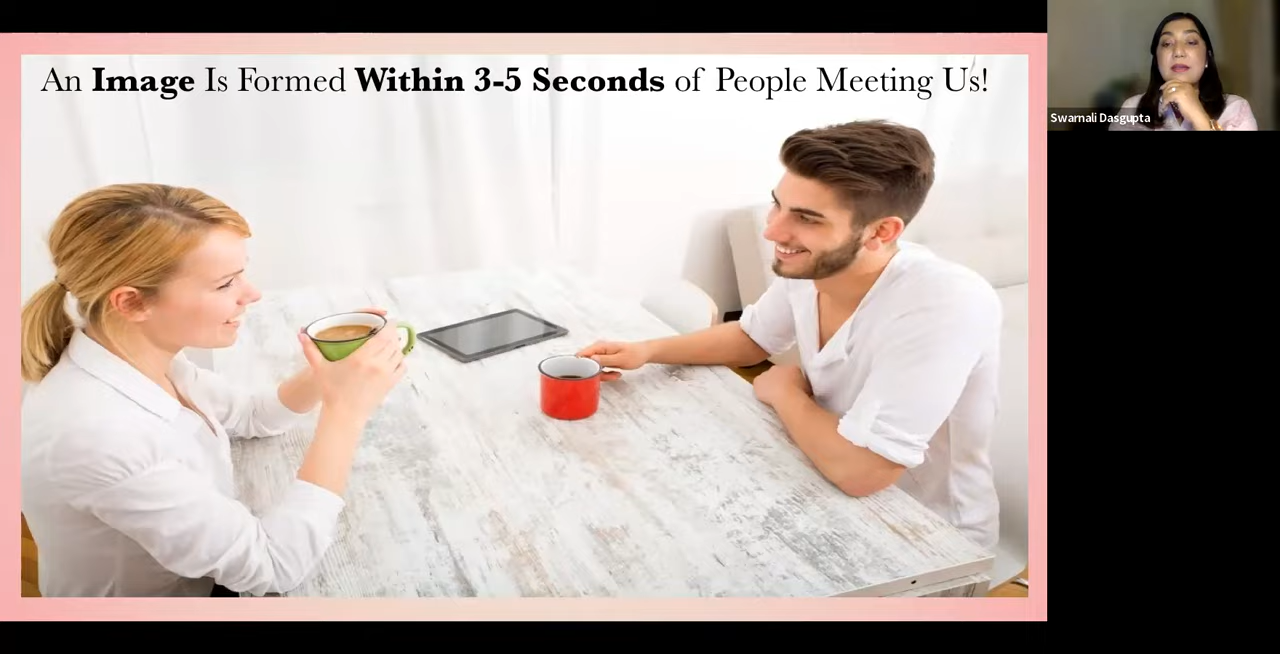 An Image Is Formed Within 3-5 Seconds of People Meeting Us!
Swarnali Dasgupta